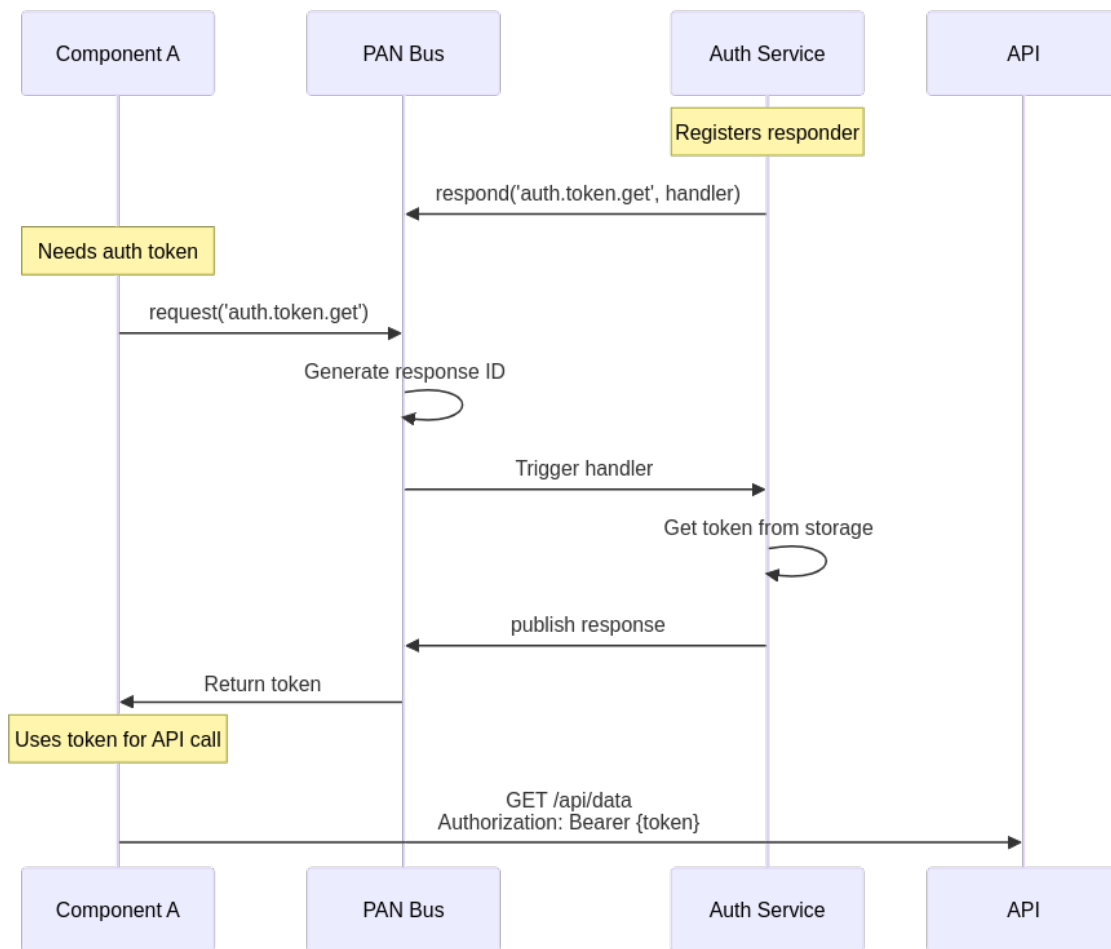 Component A
PAN Bus
Auth Service
API
Registers responder
respond('auth.token.get', handler)
Needs auth token
request('auth.token.get')
Generate response ID
Trigger handler
Get token from storage
publish response
Return token
Uses token for API call
GET /api/data
Authorization: Bearer {token}
Component A
PAN Bus
Auth Service
API